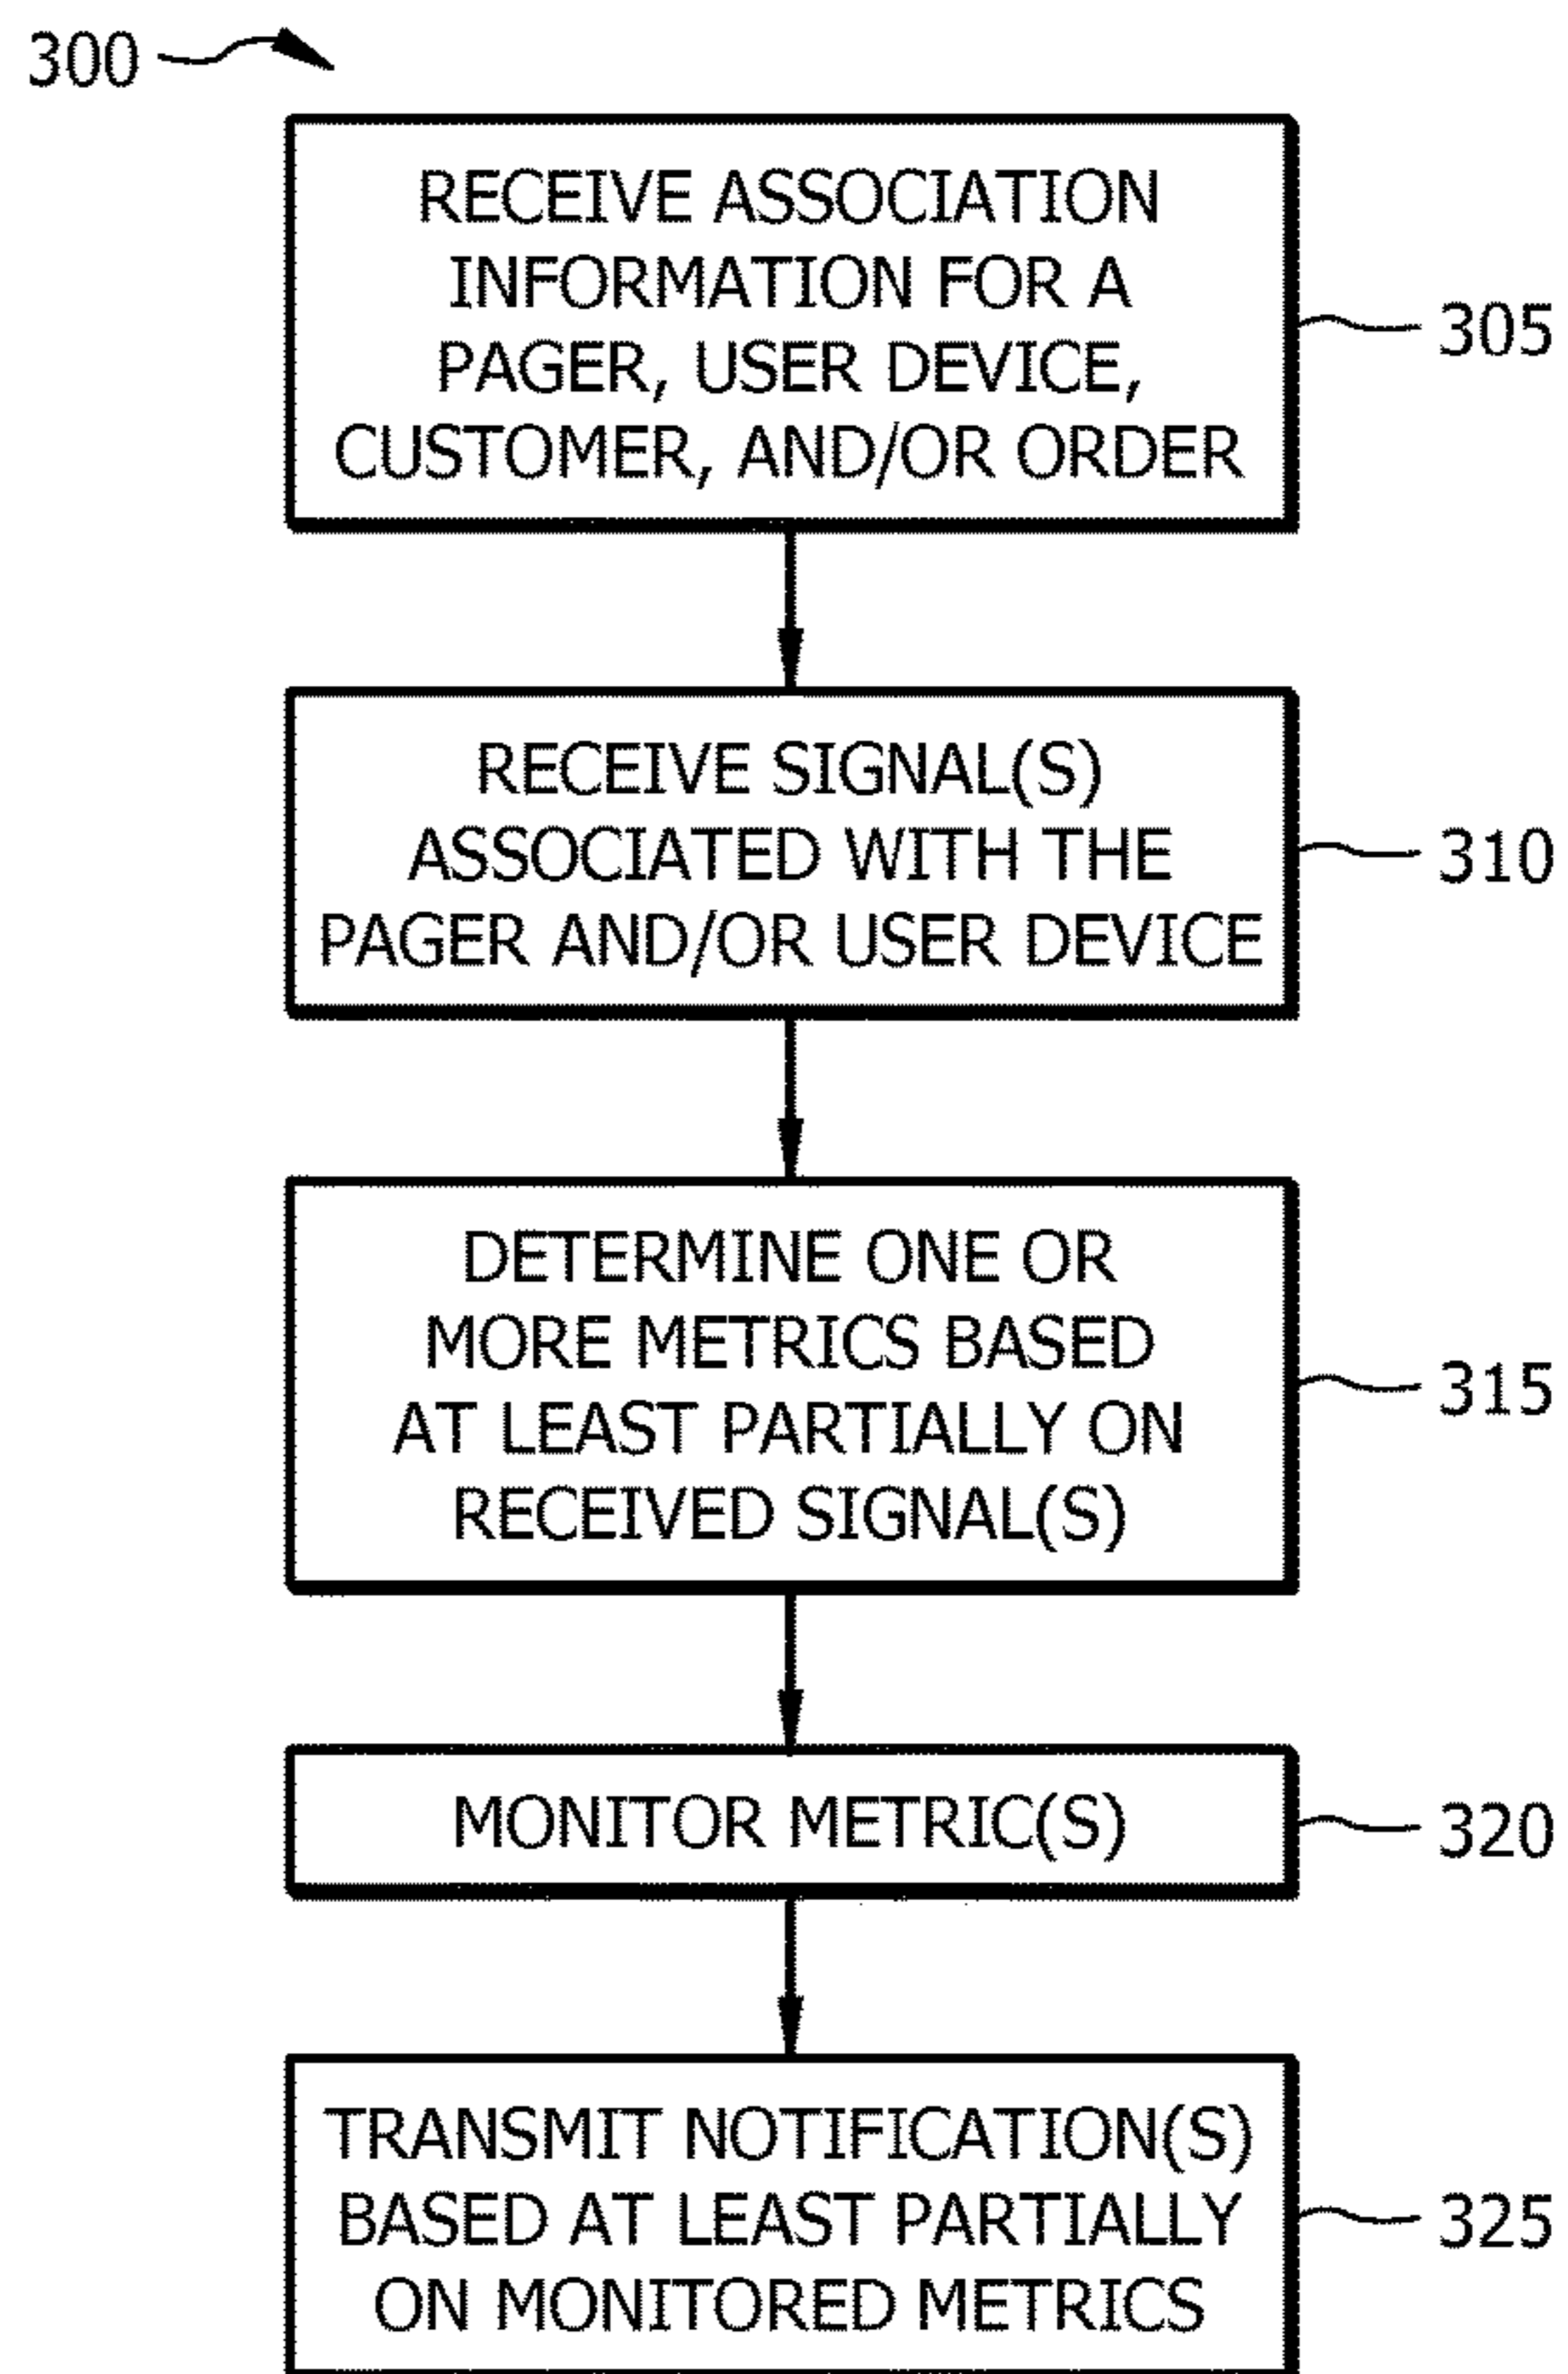 300
RECEIVE ASSOCIATION
INFORMATION FOR A
PAGER, USER DEVICE,
CUSTOMER, AND/OR ORDER
305
RECEIVE SIGNAL(S)
ASSOCIATED WITH THE
PAGER AND/OR USER DEVICE
310
DETERMINE ONE OR
MORE METRICS BASED
AT LEAST PARTIALLY ON
RECEIVED SIGNAL(S)
315
MONITOR METRIC(S)
320
TRANSMIT NOTIFICATION(S)
BASED AT LEAST PARTIALLY
ON MONITORED METRICS
325